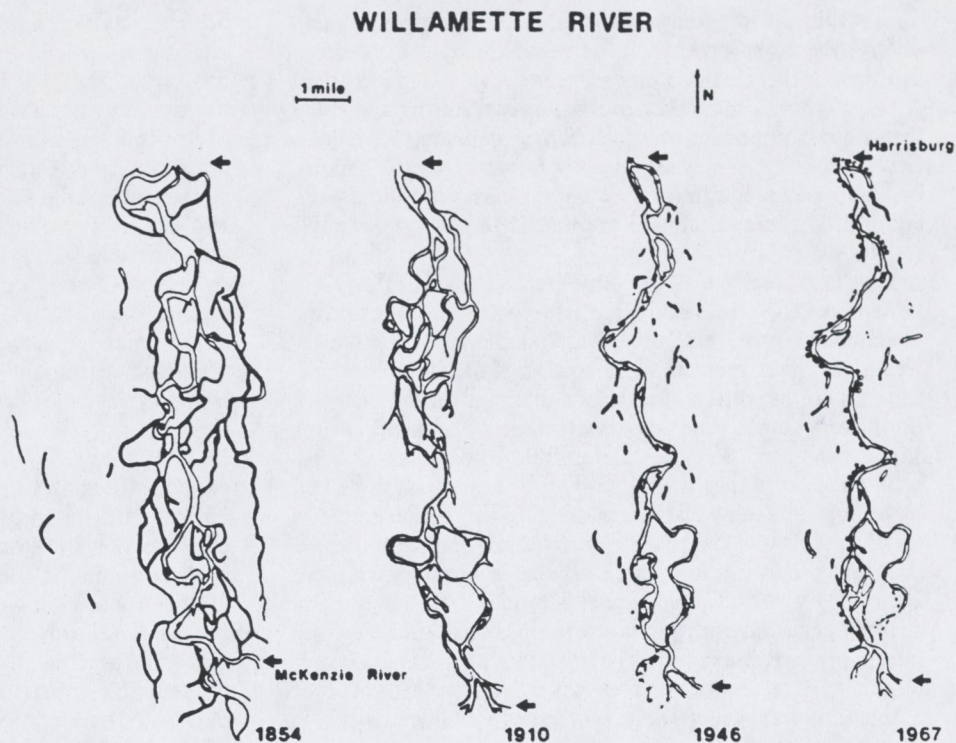 WILLAMETTE RIVER
1 mile
N
Harrisburg
McKenzie River
1854
1910
1946
1967